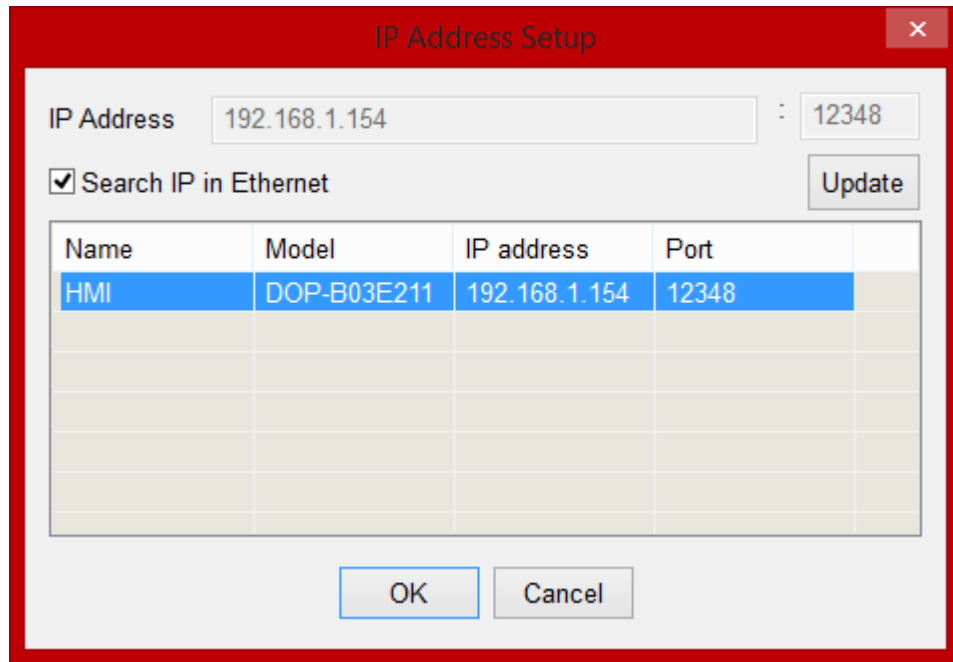 IP Address Setup
IP Address 192.168.1.154 : 12348
Search IP in Ethernet Update
Name Model IP address Port
HMI DOP-B03E211 192.168.1.154 12348
OK Cancel